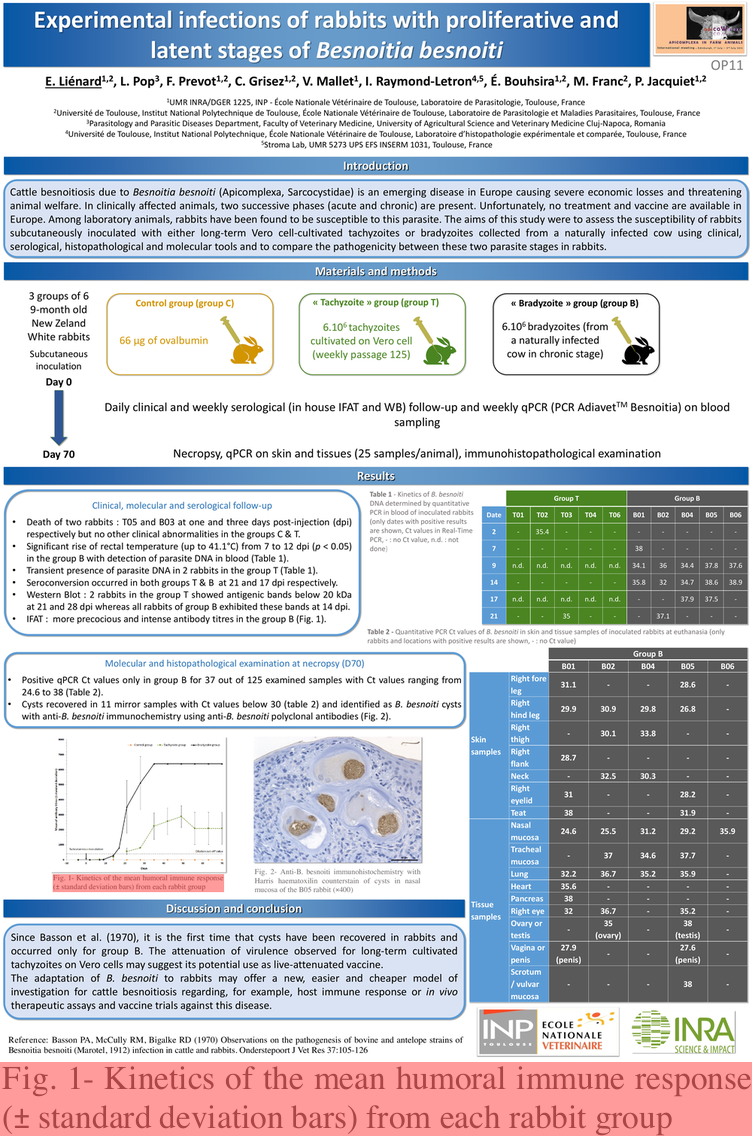 Experimental infections of rabbits with proliferative and
latent stages of Besnoitia besnoiti
APICOMPLEXA IN FARM ANIMALS
OP11
E. Liénard1,2, L. Pop3, F. Prevot1,2, C. Grisez1,2, V. Mallet1, I. Raymond-Letron4,5, É. Bouhsira1,2, M. Franc2, P. Jacquiet1,2
1UMR INRA/DGER 1225, INP - École Nationale Vétérinaire de Toulouse, Laboratoire de Parasitologie, Toulouse, France
2Université de Toulouse, Institut National Polytechnique de Toulouse, École Nationale Vétérinaire de Toulouse, Laboratoire de Parasitologie et Maladies Parasitaires, Toulouse, France
3Parasitology and Parasitic Diseases Department, Faculty of Veterinary Medicine, University of Agricultural Science and Veterinary Medicine Cluj-Napoca, Romania
4Université de Toulouse, Institut National Polytechnique, École Nationale Vétérinaire de Toulouse, Laboratoire d'histopathologie expérimentale et comparée, Toulouse, France
5Stroma Lab, UMR 5273 UPS EFS INSERM 1031, Toulouse, France
Introduction
Cattle besnoitiosis due to Besnoitia besnoiti (Apicomplexa, Sarcocystidae) is an emerging disease in Europe causing severe economic losses and threatening
animal welfare. In clinically affected animals, two successive phases (acute and chronic) are present. Unfortunately, no treatment and vaccine are available in
Europe. Among laboratory animals, rabbits have been found to be susceptible to this parasite. The aims of this study were to assess the susceptibility of rabbits
subcutaneously inoculated with either long-term Vero cell-cultivated tachyzoites or bradyzoites collected from a naturally infected cow using clinical,
serological, histopathological and molecular tools and to compare the pathogenicity between these two parasite stages in rabbits.
Materials and methods
3 groups of 6
9-month old
New Zeland
White rabbits
Subcutaneous
inoculation
Day 0
Day 70
Control group (group C)
66 µg of ovalbumin
« Tachyzoite » group (group T)
6.10⁶ tachyzoites
cultivated on Vero cell
(weekly passage 125)
« Bradyzoite » group (group B)
6.10⁶ bradyzoites (from
a naturally infected
cow in chronic stage)
Daily clinical and weekly serological (in house IFAT and WB) follow-up and weekly qPCR (PCR Adiavet™ Besnoitia) on blood
sampling
Necropsy, qPCR on skin and tissues (25 samples/animal), immunohistopathological examination
Results
Clinical, molecular and serological follow-up
• Death of two rabbits : T05 and B03 at one and three days post-injection (dpi)
respectively but no other clinical abnormalities in the groups C & T.
• Significant rise of rectal temperature (up to 41.1°C) from 7 to 12 dpi (p < 0.05)
in the group B with detection of parasite DNA in blood (Table 1).
• Transient presence of parasite DNA in 2 rabbits in the group T (Table 1).
• Seroconversion occurred in both groups T & B at 21 and 17 dpi respectively.
• Western Blot : 2 rabbits in the group T showed antigenic bands below 20 kDa
at 21 and 28 dpi whereas all rabbits of group B exhibited these bands at 14 dpi.
• IFAT : more precocious and intense antibody titres in the group B (Fig. 1).
Table 1 - Kinetics of B. besnoiti
DNA determined by quantitative
PCR in blood of inoculated rabbits
(only dates with positive results
are shown, Ct values in Real-Time
PCR, - : no Ct value, n.d. : not
done)
Group T Group B
Date T01 T02 T03 T04 T06 B01 B02 B04 B05 B06
2 - 35.4 - - - - - - - -
7 - - - - - 38 - - - -
9 n.d. n.d. n.d. n.d. n.d. 34.1 36 34.4 37.8 37.6
14 - - - - - 35.8 32 34.7 38.6 38.9
17 n.d. n.d. n.d. n.d. n.d. - - 37.9 37.5 -
21 - - 35 - - - 37.1 - - -
Table 2 - Quantitative PCR Ct values of B. besnoiti in skin and tissue samples of inoculated rabbits at euthanasia (only
rabbits and locations with positive results are shown, - : no Ct value)
Molecular and histopathological examination at necropsy (D70)
• Positive qPCR Ct values only in group B for 37 out of 125 examined samples with Ct values ranging from
24.6 to 38 (Table 2).
• Cysts recovered in 11 mirror samples with Ct values below 30 (table 2) and identified as B. besnoiti cysts
with anti-B. besnoiti immunochemistry using anti-B. besnoiti polyclonal antibodies (Fig. 2).
Group B
B01 B02 B04 B05 B06
Skin
samples
Right fore
leg 31.1 - - 28.6 -
Right
hind leg 29.9 30.9 29.8 26.8 -
Right
thigh - 30.1 33.8 - -
Right
flank 28.7 - - - -
Neck - 32.5 30.3 - -
Right
eyelid 31 - - 28.2 -
Teat 38 - - 31.9 -
Tissue
samples
Nasal
mucosa 24.6 25.5 31.2 29.2 35.9
Tracheal
mucosa - 37 34.6 37.7 -
Lung 32.2 36.7 35.2 35.9 -
Heart 35.6 - - - -
Pancreas 38 - - - -
Right eye 32 36.7 - 35.2 -
Ovary or
testis - 35 (ovary) - 38 (testis) -
Vagina or
penis 27.9 (penis) - - 27.6 (penis) -
Scrotum
/ vulvar
mucosa - - - 38 -
Fig. 1- Kinetics of the mean humoral immune response
(± standard deviation bars) from each rabbit group
Fig. 2- Anti-B. besnoiti immunohistochemistry with
Harris haematoxilin counterstain of cysts in nasal
mucosa of the B05 rabbit (×400)
Discussion and conclusion
Since Basson et al. (1970), it is the first time that cysts have been recovered in rabbits and
occurred only for group B. The attenuation of virulence observed for long-term cultivated
tachyzoites on Vero cells may suggest its potential use as live-attenuated vaccine.
The adaptation of B. besnoiti to rabbits may offer a new, easier and cheaper model of
investigation for cattle besnoitiosis regarding, for example, host immune response or in vivo
therapeutic assays and vaccine trials against this disease.
Reference: Basson PA, McCully RM, Bigalke RD (1970) Observations on the pathogenesis of bovine and antelope strains of
Besnoitia besnoiti (Marotel, 1912) infection in cattle and rabbits. Onderstepoort J Vet Res 37:105-126
INP
TOULOUSE
ECOLE
NATIONALE
VETERINAIRE
INRA
SCIENCE & IMPACT
Fig. 1- Kinetics of the mean humoral immune response
(± standard deviation bars) from each rabbit group